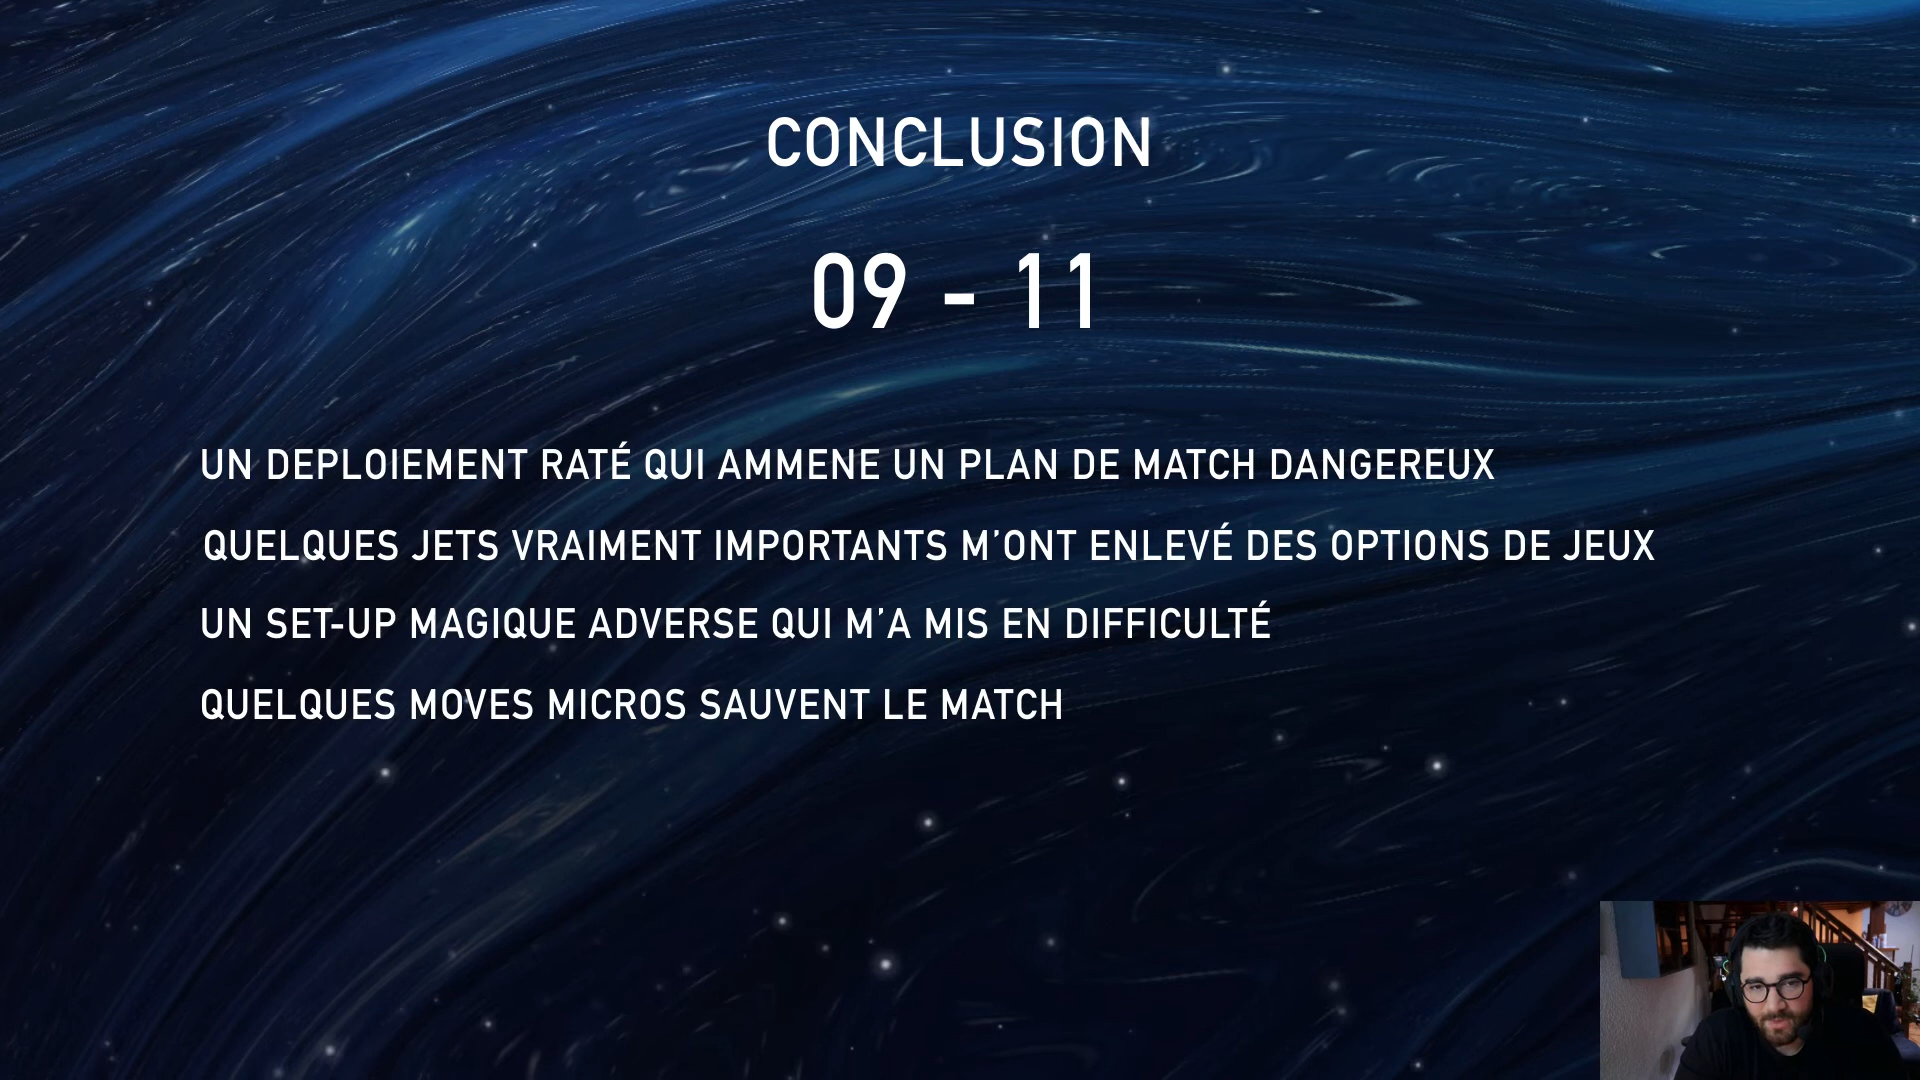 CONCLUSION
09 - 11
UN DEPLOIEMENT RATÉ QUI AMMENE UN PLAN DE MATCH DANGEREUX
QUELQUES JETS VRAIMENT IMPORTANTS M’ONT ENLEVÉ DES OPTIONS DE JEUX
UN SET-UP MAGIQUE ADVERSE QUI M’A MIS EN DIFFICULTÉ
QUELQUES MOVES MICROS SAUVENT LE MATCH